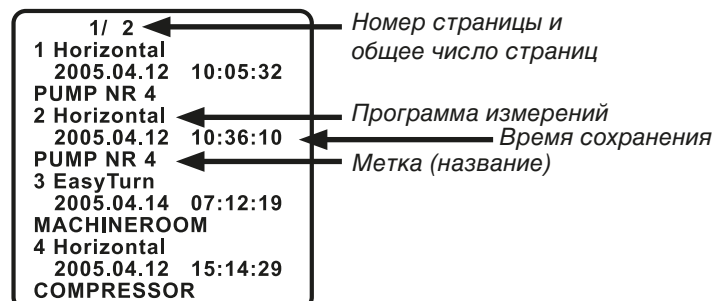 1/ 2
1 Horizontal
2005.04.12 10:05:32
PUMP NR 4
2 Horizontal
2005.04.12 10:36:10
PUMP NR 4
3 EasyTurn
2005.04.14 07:12:19
MACHINEROOM
4 Horizontal
2005.04.12 15:14:29
COMPRESSOR
Номер страницы и
общее число страниц
Программа измерений
Время сохранения
Метка (название)